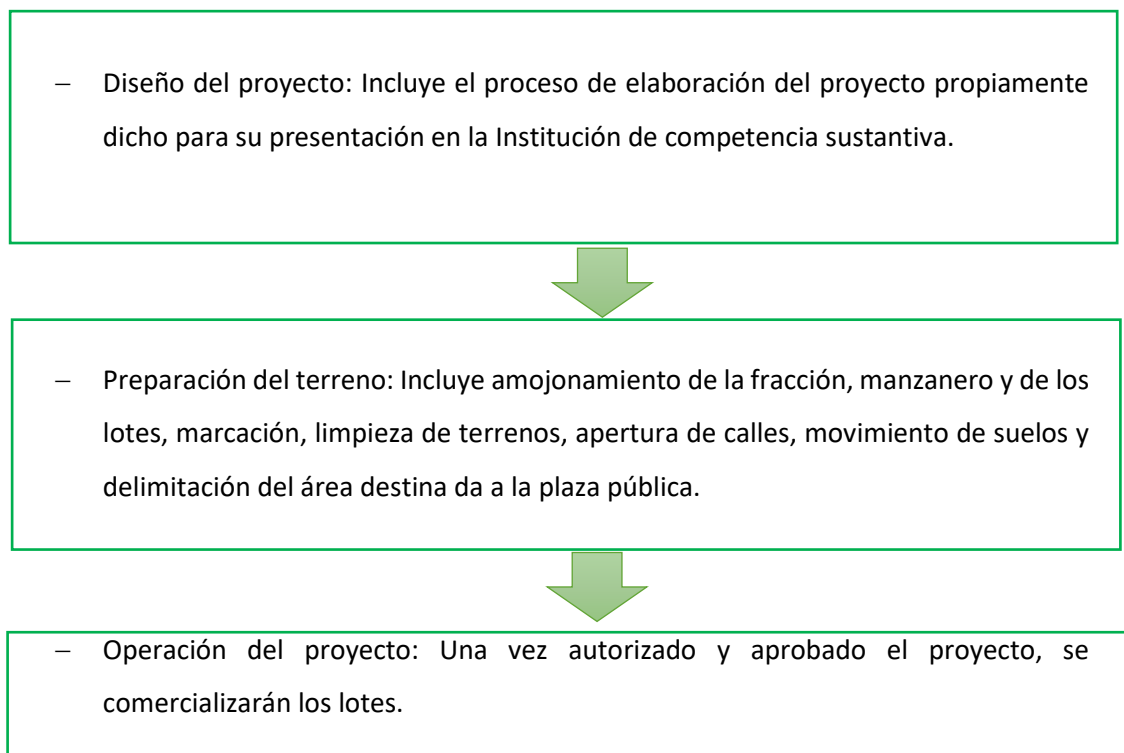 – Diseño del proyecto: Incluye el proceso de elaboración del proyecto propiamente
dicho para su presentación en la Institución de competencia sustantiva.
– Preparación del terreno: Incluye amojonamiento de la fracción, manzanero y de los
lotes, marcación, limpieza de terrenos, apertura de calles, movimiento de suelos y
delimitación del área destina da a la plaza pública.
– Operación del proyecto: Una vez autorizado y aprobado el proyecto, se
comercializarán los lotes.